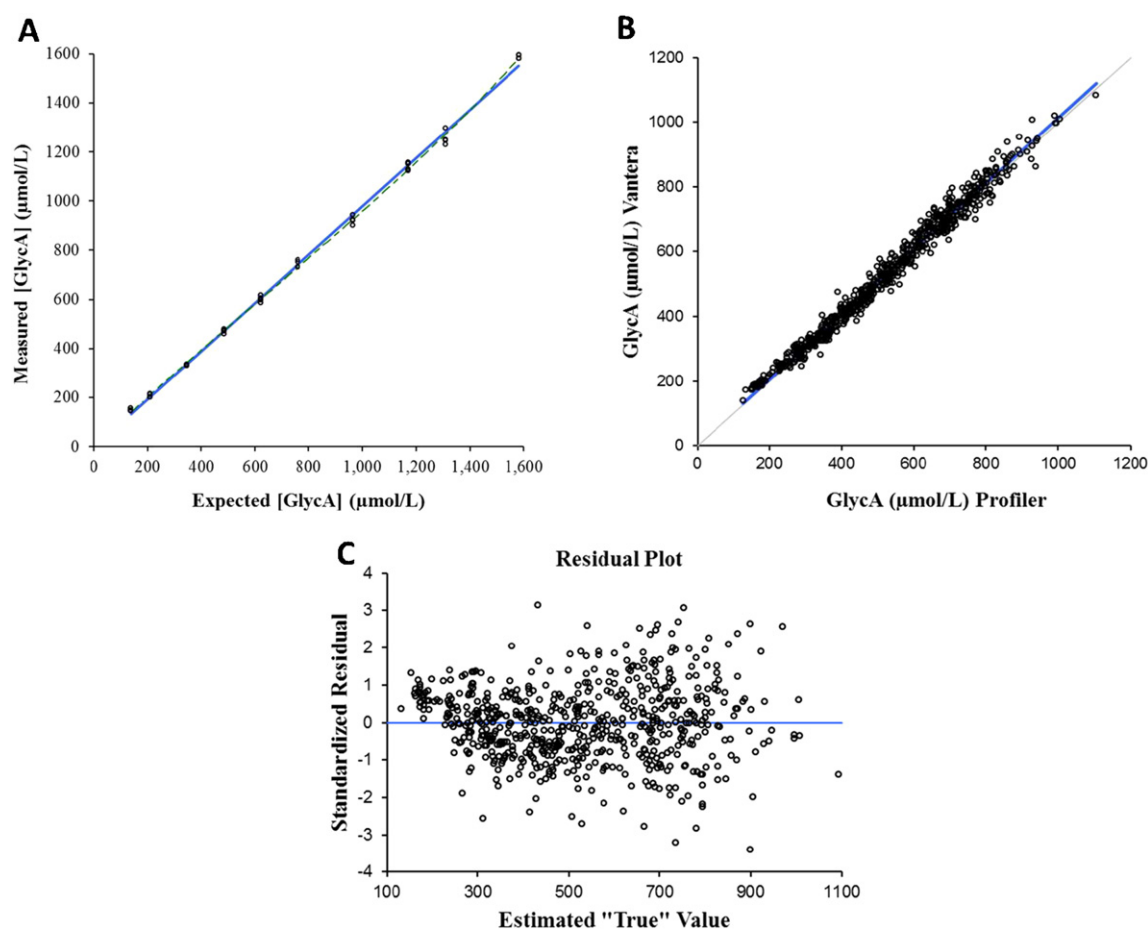 A
Measured [GlycA] (µmol/L)
1600
1400
1200
1000
800
600
400
200
0
0 200 400 600 800 1,000 1,200 1,400 1,600
Expected [GlycA] (µmol/L)
B
GlycA (µmol/L) Vantera
1200
1000
800
600
400
200
0
0 200 400 600 800 1000 1200
GlycA (µmol/L) Profiler
C
Residual Plot
Standardized Residual
4
3
2
1
0
-1
-2
-3
-4
100 300 500 700 900 1100
Estimated "True" Value